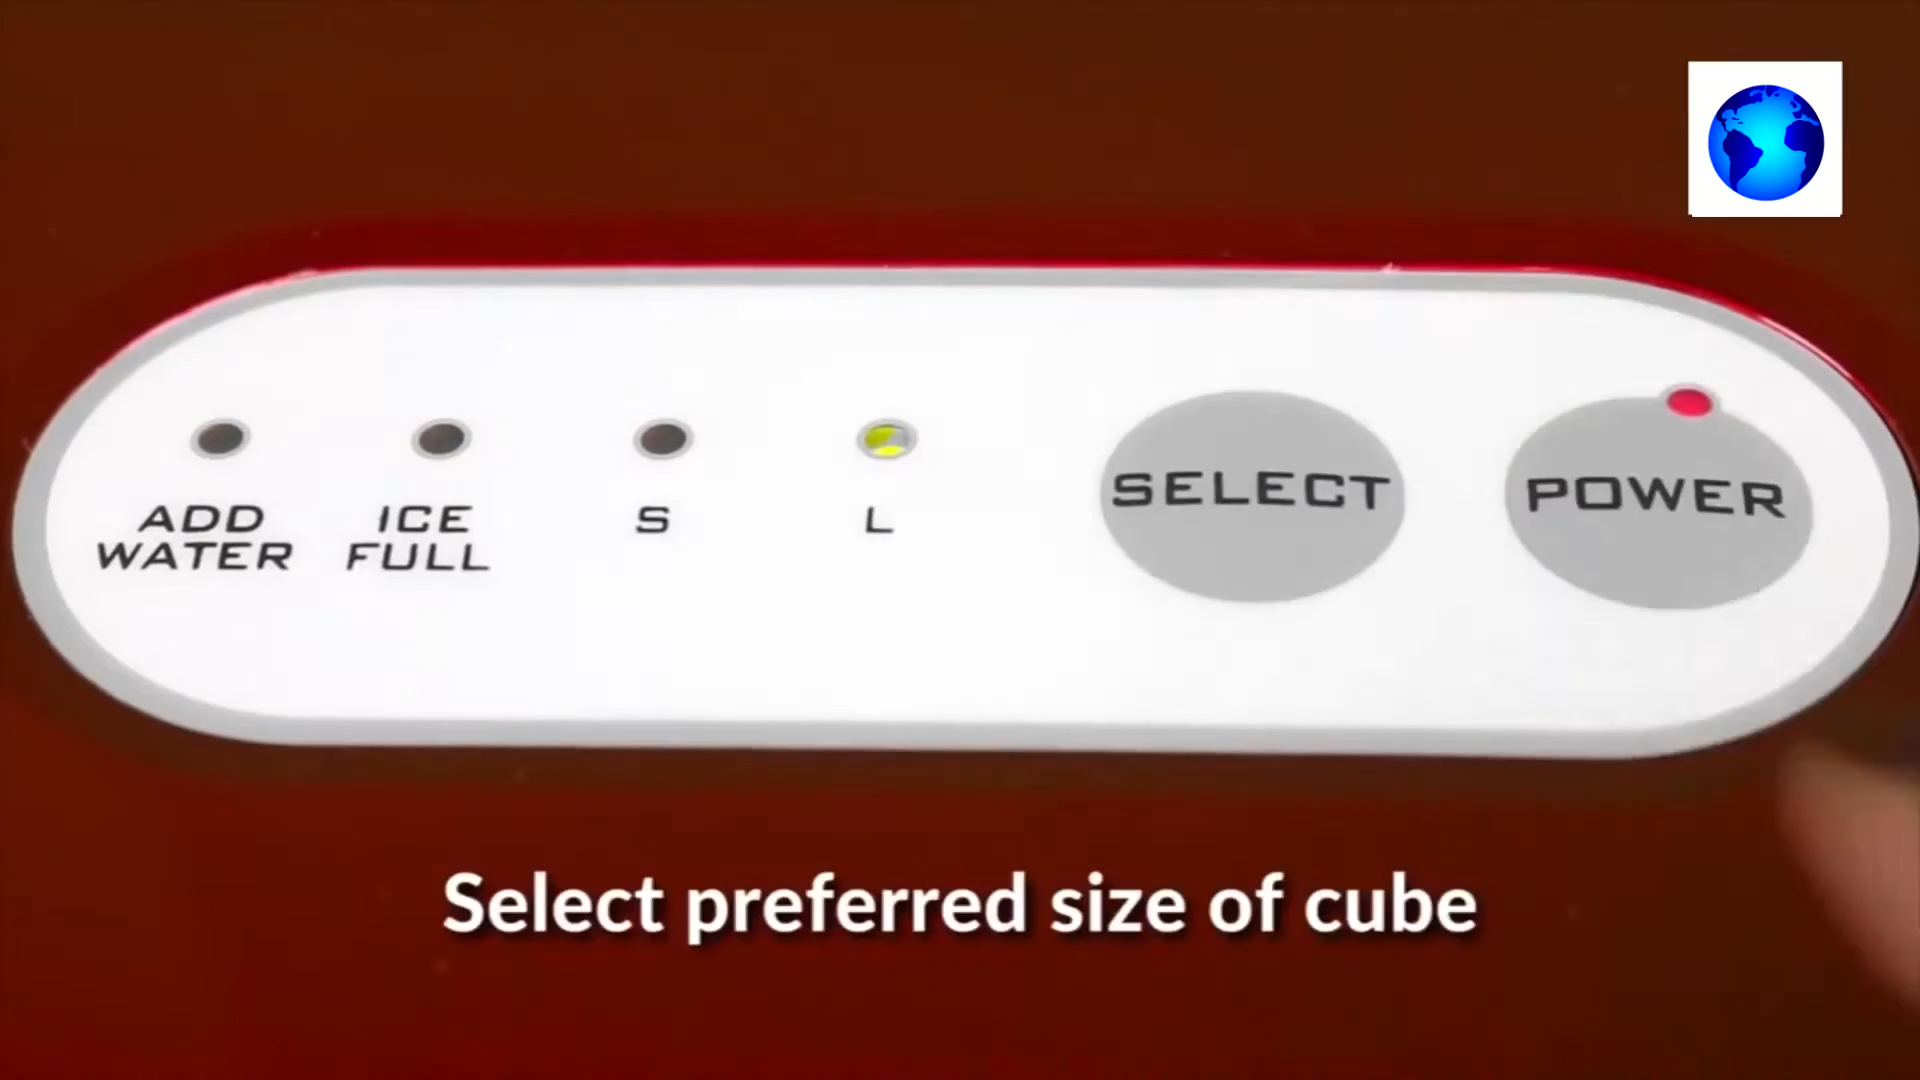 ADD
WATER
ICE
FULL
S
L
SELECT
POWER
Select preferred size of cube